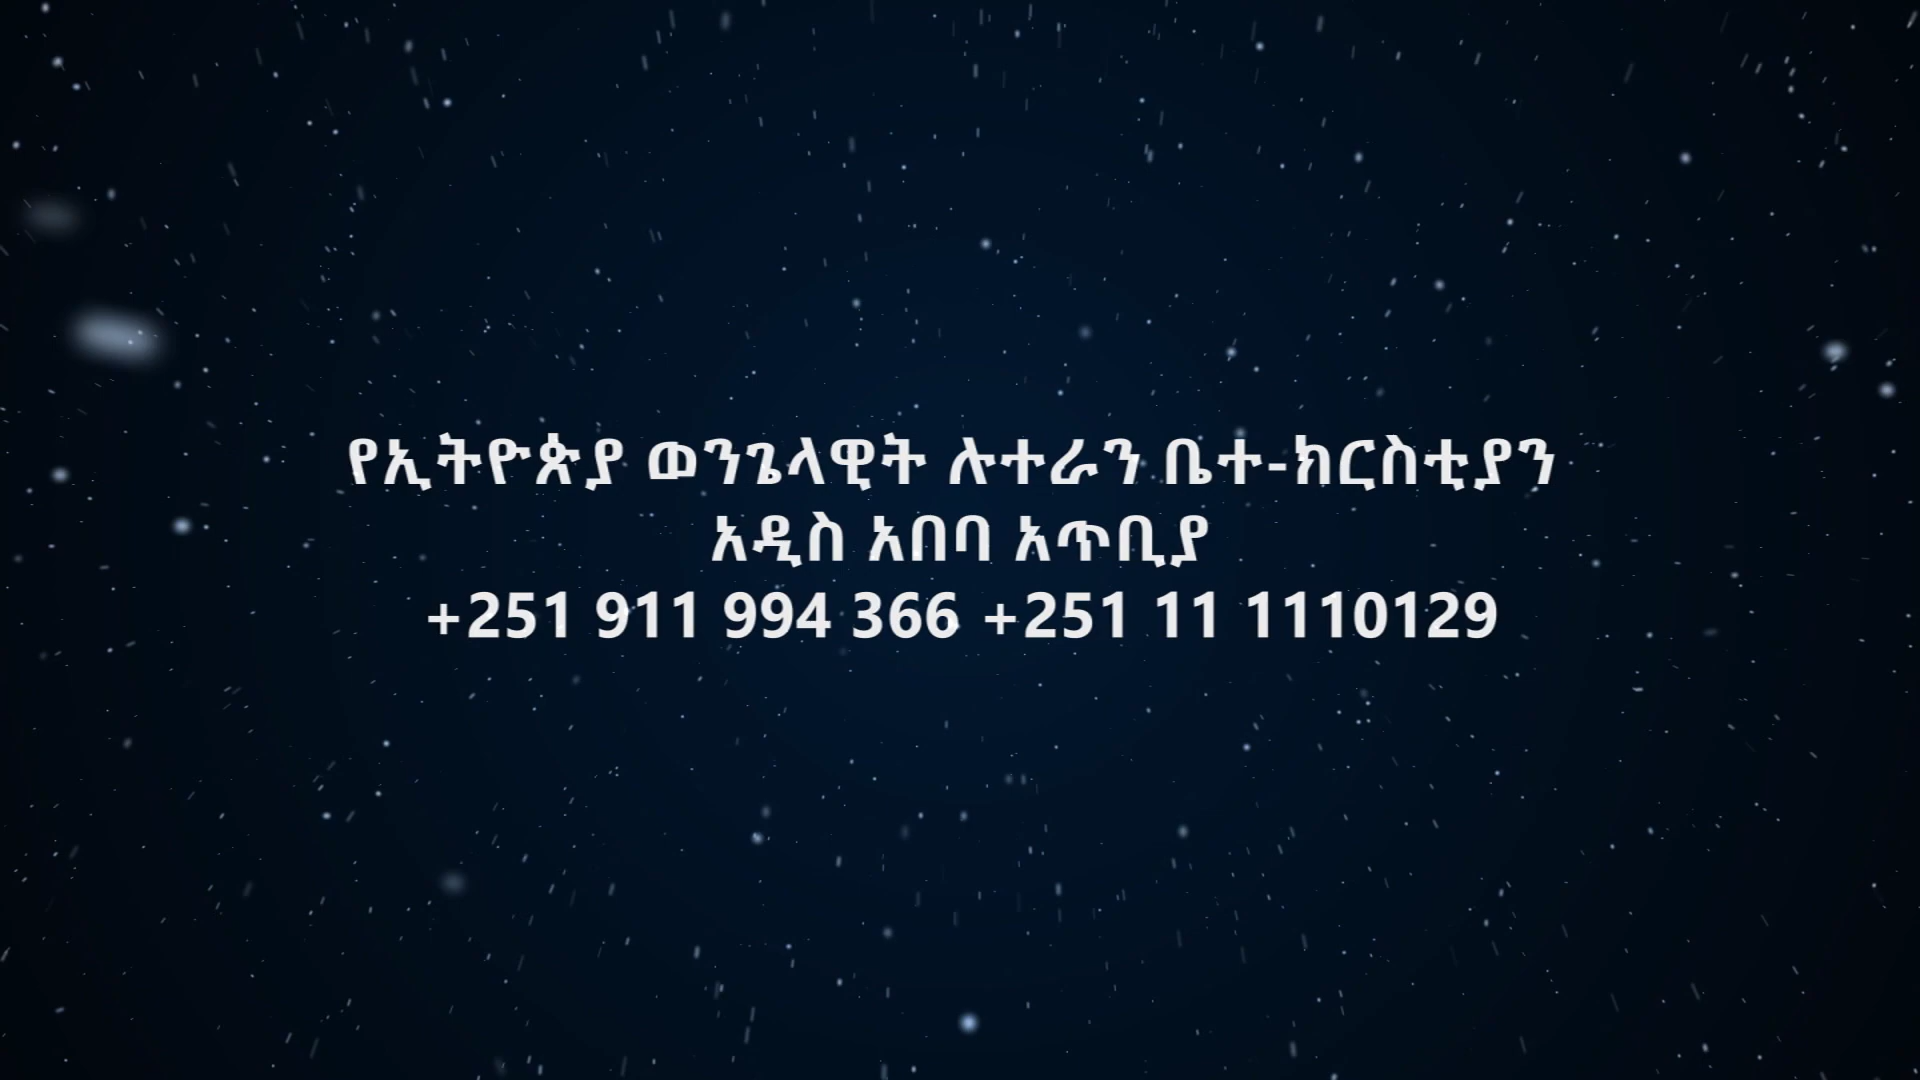 የኢትዮጵያ ወንጌላዊት ሉተራን ቤተ-ክርስቲያን
አዲስ አበባ አጥቢያ
+251 911 994 366 +251 11 1110129